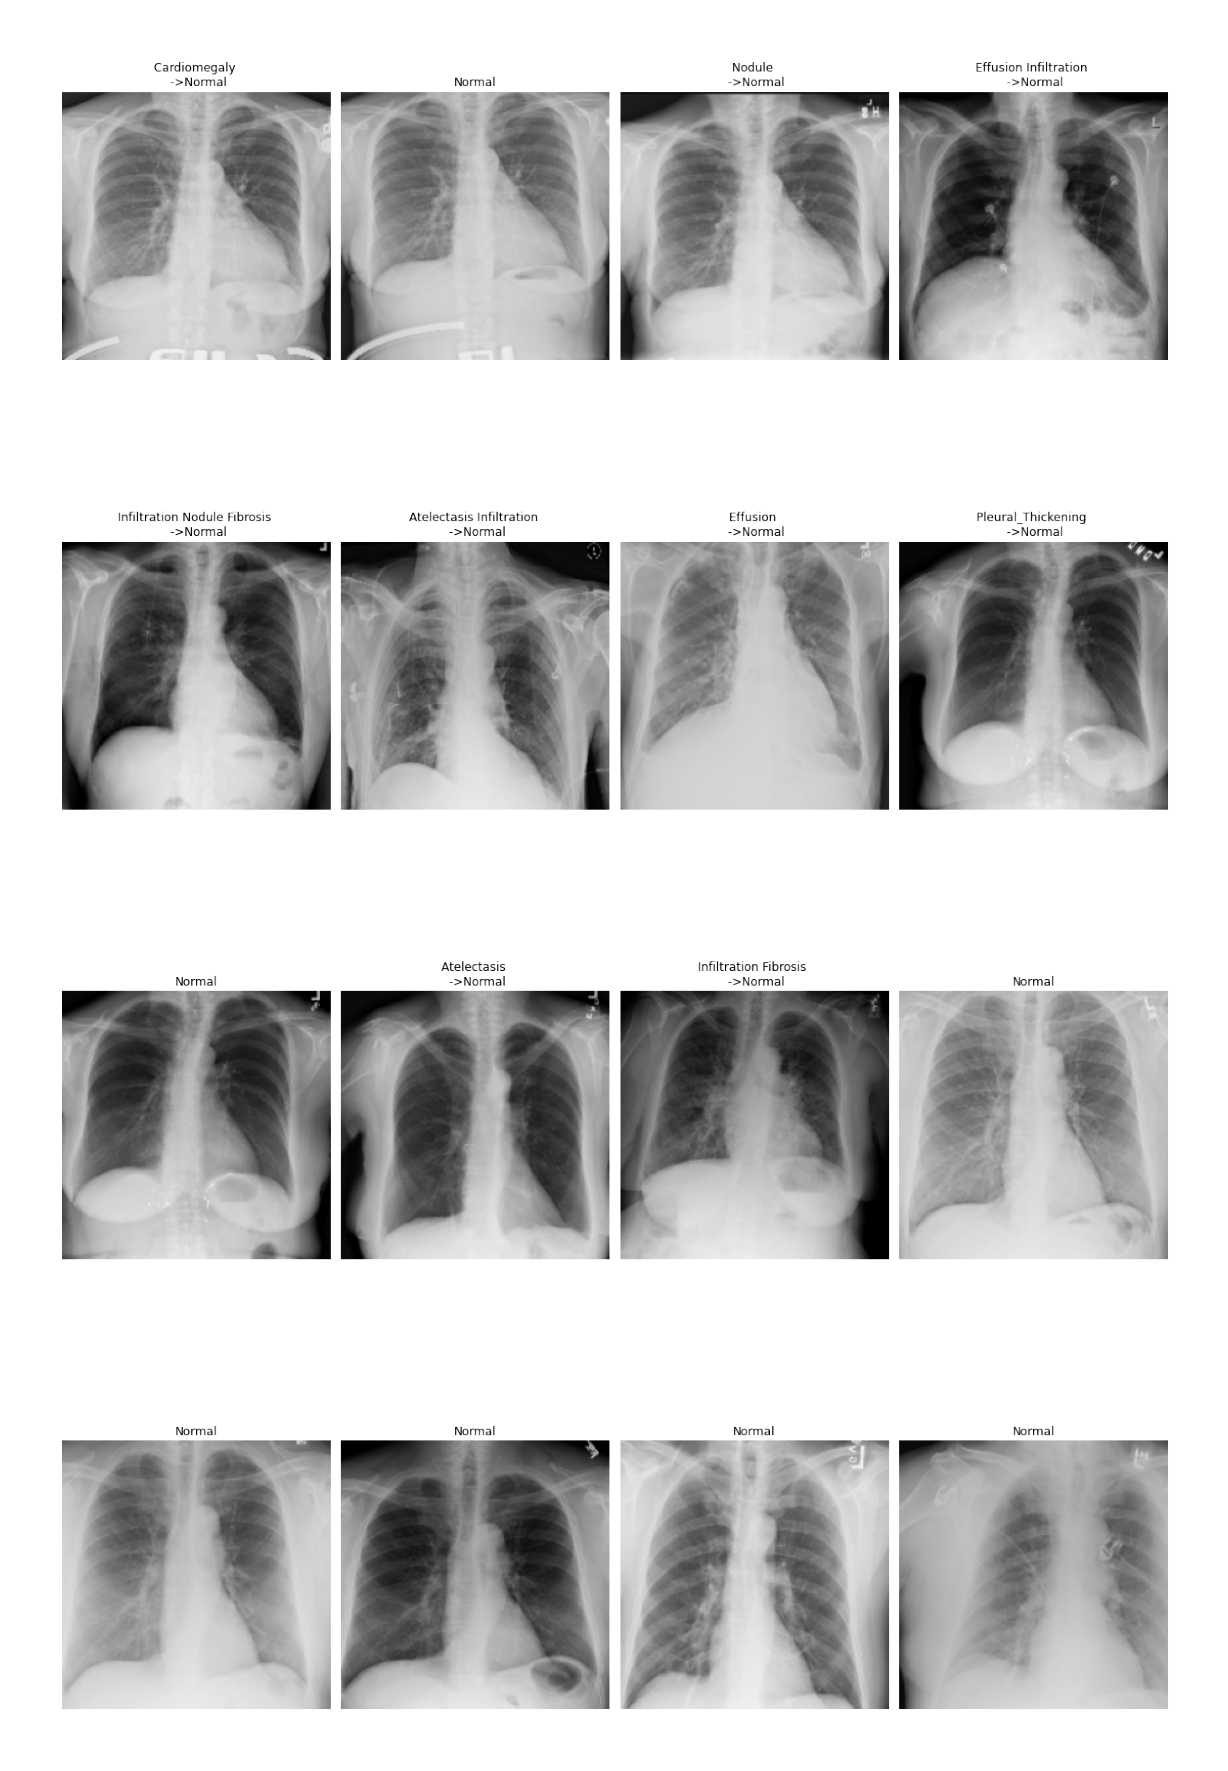 Cardiomegaly
->Normal
Normal
Nodule
->Normal
Effusion Infiltration
->Normal
L
Infiltration Nodule Fibrosis
->Normal
Atelectasis Infiltration
->Normal
Effusion
->Normal
Pleural_Thickening
->Normal
Normal
Atelectasis
->Normal
Infiltration Fibrosis
->Normal
Normal
Normal
Normal
Normal
Normal